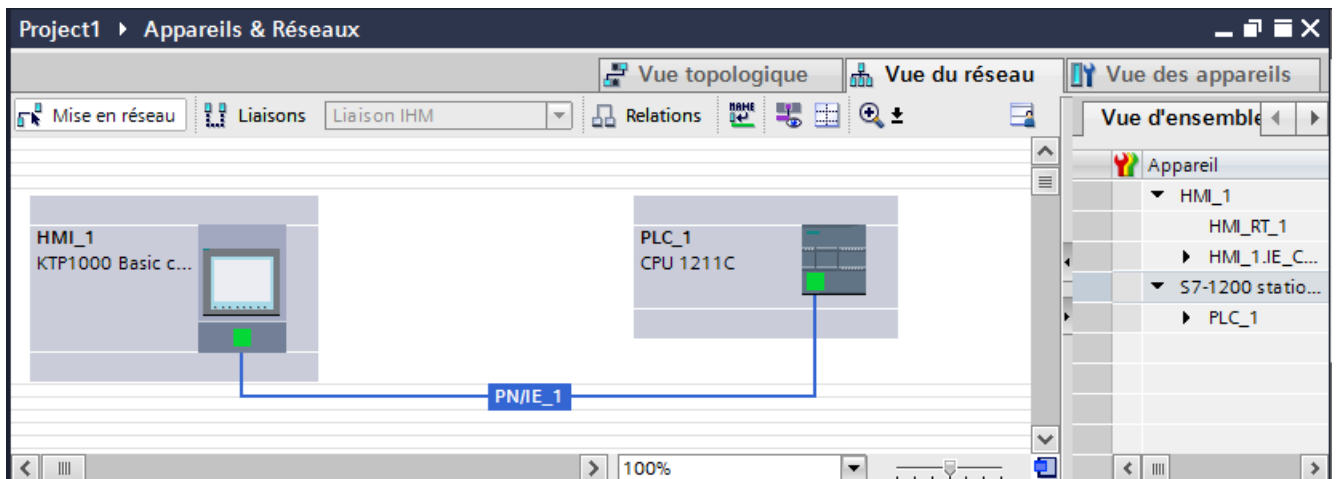 Project1 ▸ Appareils & Réseaux
Vue topologique Vue du réseau Vue des appareils
Mise en réseau Liaisons Liaison IHM Relations NAME Vue d'ensemble
Appareil
HMI_1
HMI_RT_1
HMI_1.IE_C...
S7-1200 statio...
PLC_1
HMI_1
KTP1000 Basic c...
PLC_1
CPU 1211C
PN/IE_1
100%